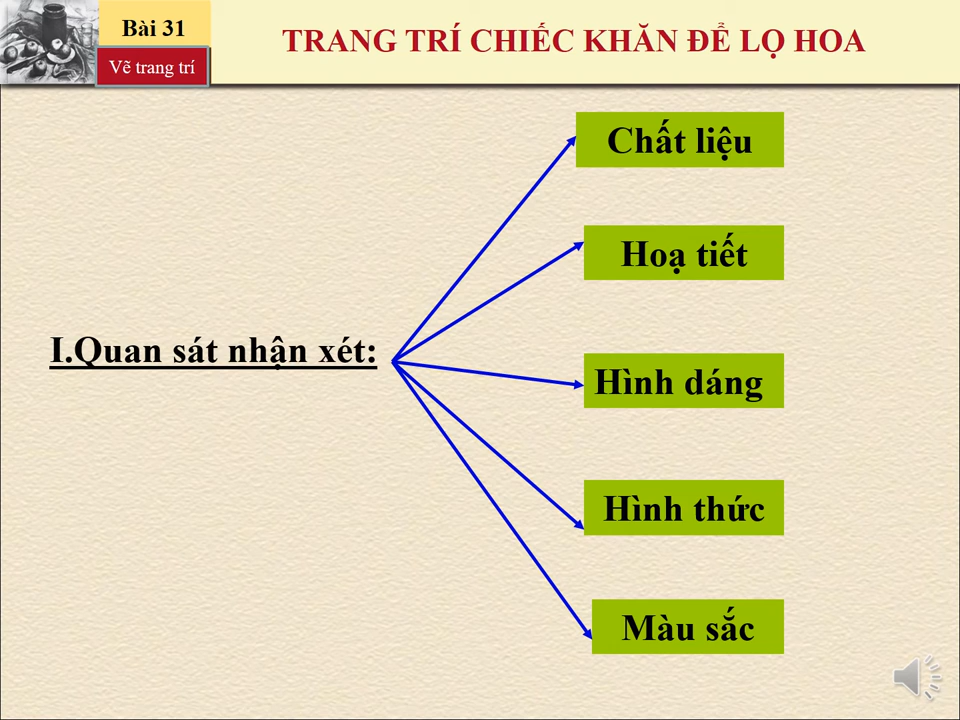 Bài 31
Vẽ trang trí
TRANG TRÍ CHIẾC KHĂN ĐỂ LỌ HOA
Chất liệu
Hoạ tiết
I.Quan sát nhận xét:
Hình dáng
Hình thức
Màu sắc